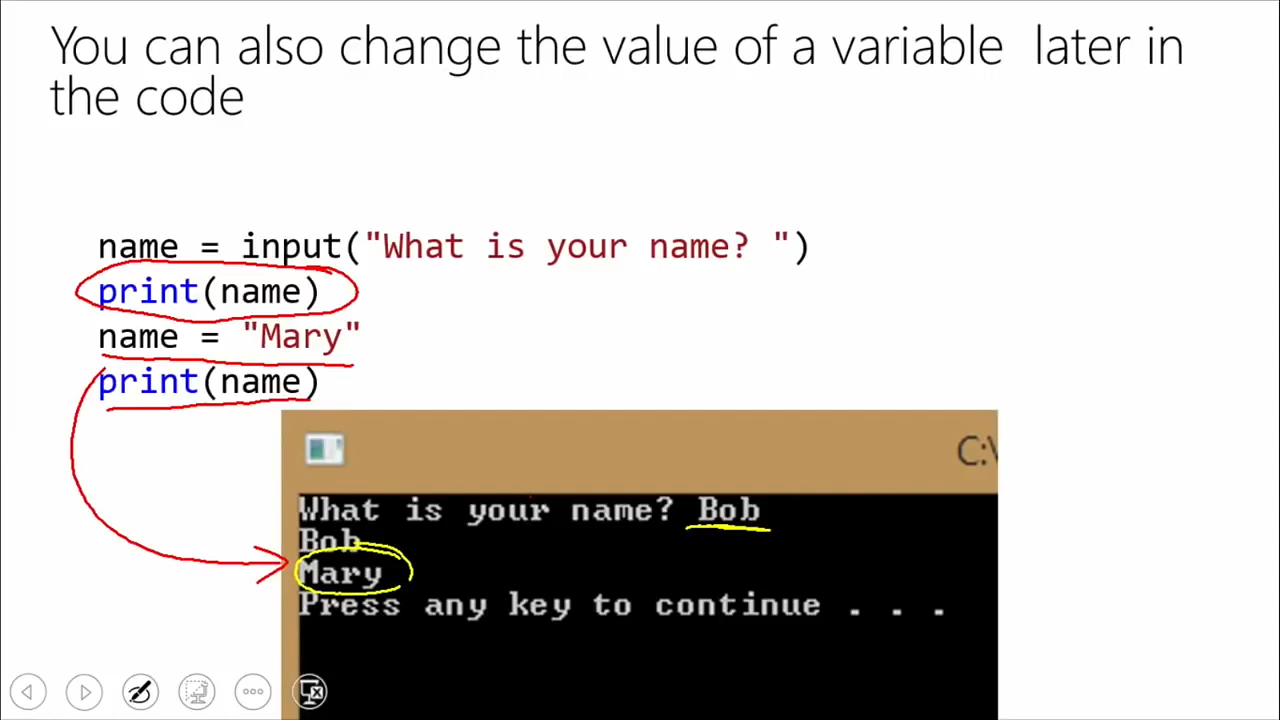 You can also change the value of a variable later in
the code
name = input("What is your name? ")
print(name)
name = "Mary"
print(name)
C:\
What is your name? Bob
Bob
Mary
Press any key to continue . . .